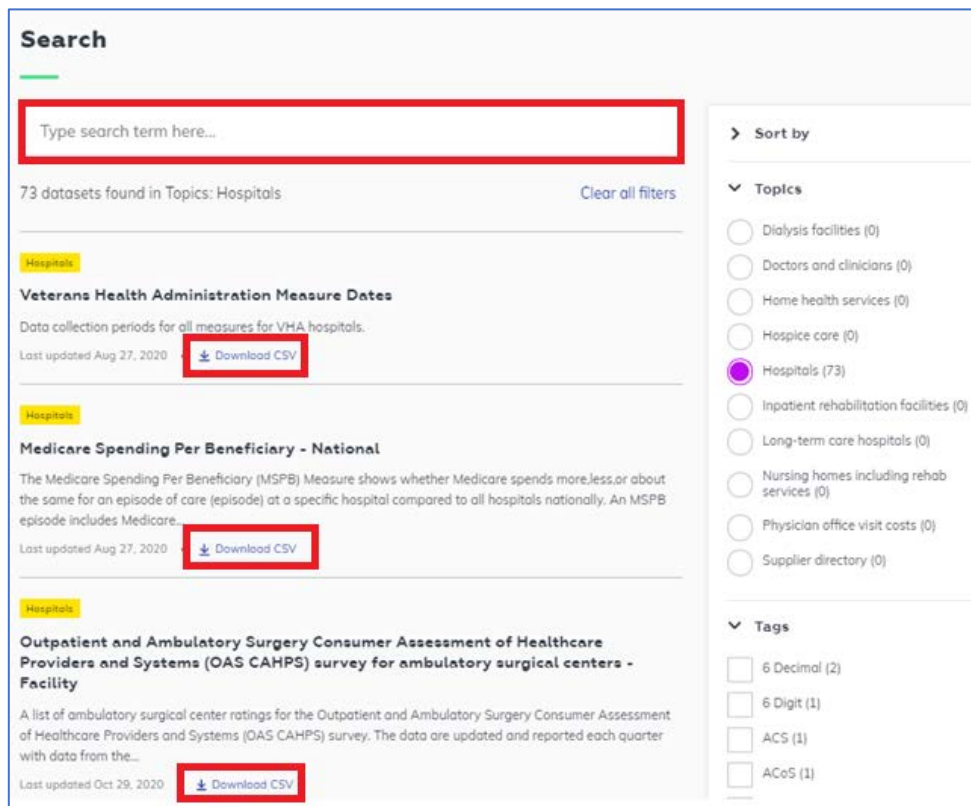 Search
Type search term here...
73 datasets found in Topics: Hospitals
Clear all filters
Hospitals
Veterans Health Administration Measure Dates
Data collection periods for all measures for VHA hospitals.
Last updated Aug 27, 2020
Download CSV
Hospitals
Medicare Spending Per Beneficiary - National
The Medicare Spending Per Beneficiary (MSPB) Measure shows whether Medicare spends more,less,or about
the same for an episode of care (episode) at a specific hospital compared to all hospitals nationally. An MSPB
episode includes Medicare...
Last updated Aug 27, 2020
Download CSV
Hospitals
Outpatient and Ambulatory Surgery Consumer Assessment of Healthcare
Providers and Systems (OAS CAHPS) survey for ambulatory surgical centers -
Facility
A list of ambulatory surgical center ratings for the Outpatient and Ambulatory Surgery Consumer Assessment
of Healthcare Providers and Systems (OAS CAHPS) survey. The data are updated and reported each quarter
with data from the...
Last updated Oct 29, 2020
Download CSV
Sort by
Topics
Dialysis facilities (0)
Doctors and clinicians (0)
Home health services (0)
Hospice care (0)
Hospitals (73)
Inpatient rehabilitation facilities (0)
Long-term care hospitals (0)
Nursing homes including rehab
services (0)
Physician office visit costs (0)
Supplier directory (0)
Tags
6 Decimal (2)
6 Digit (1)
ACS (1)
ACoS (1)